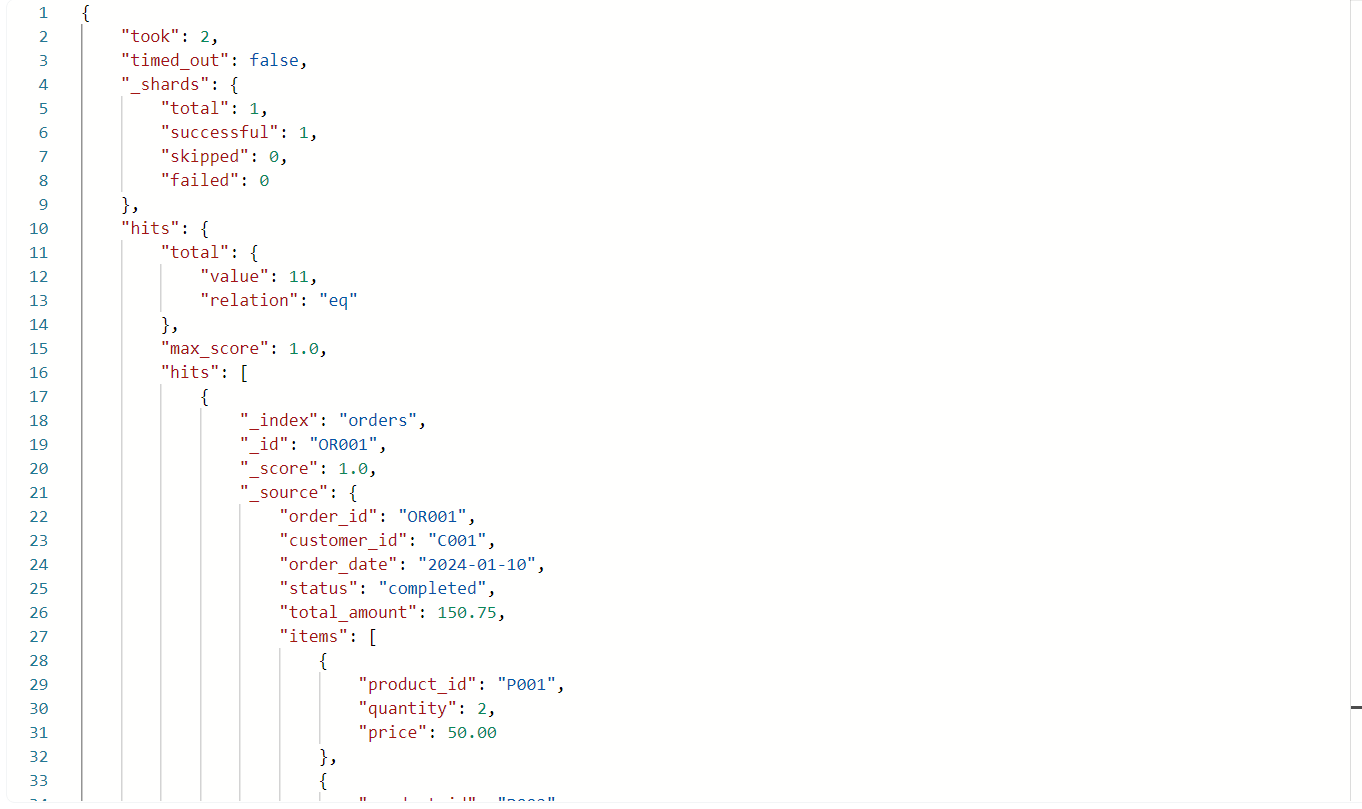 1 {
2 "took": 2,
3 "timed_out": false,
4 "_shards": {
5 "total": 1,
6 "successful": 1,
7 "skipped": 0,
8 "failed": 0
9 },
10 "hits": {
11 "total": {
12 "value": 11,
13 "relation": "eq"
14 },
15 "max_score": 1.0,
16 "hits": [
17 {
18 "_index": "orders",
19 "_id": "OR001",
20 "_score": 1.0,
21 "_source": {
22 "order_id": "OR001",
23 "customer_id": "C001",
24 "order_date": "2024-01-10",
25 "status": "completed",
26 "total_amount": 150.75,
27 "items": [
28 {
29 "product_id": "P001",
30 "quantity": 2,
31 "price": 50.00
32 },
33 {